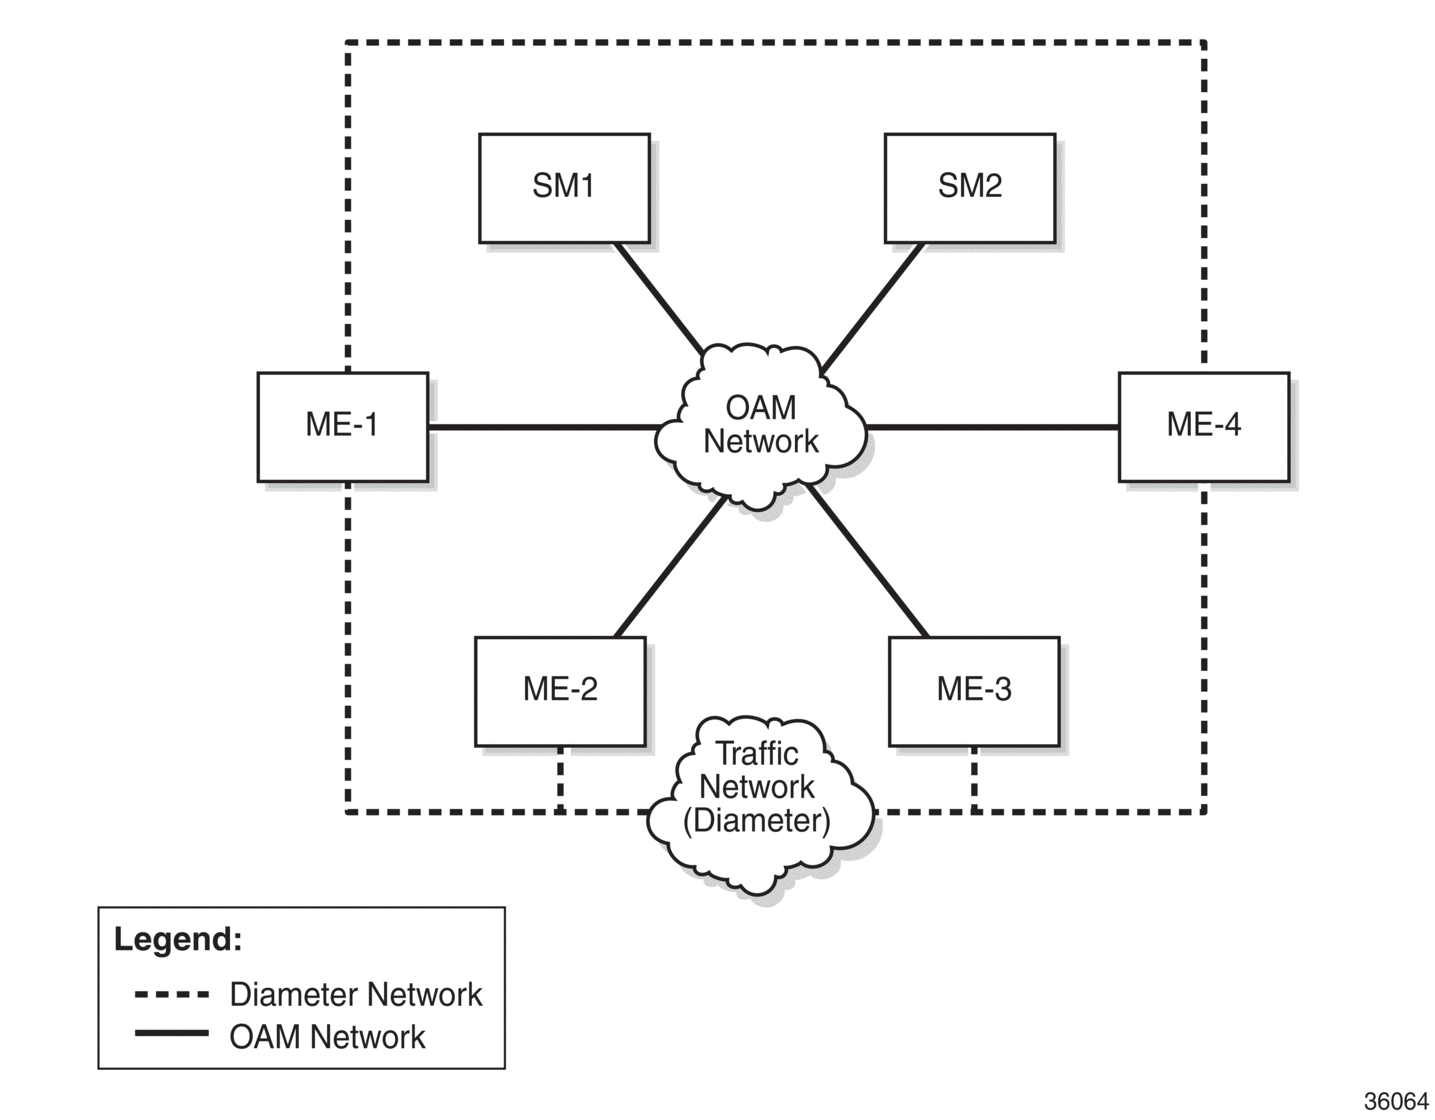 SM1
SM2
OAM
Network
ME-1
ME-4
ME-2
ME-3
Traffic
Network
(Diameter)
Legend:
Diameter Network
OAM Network
36064